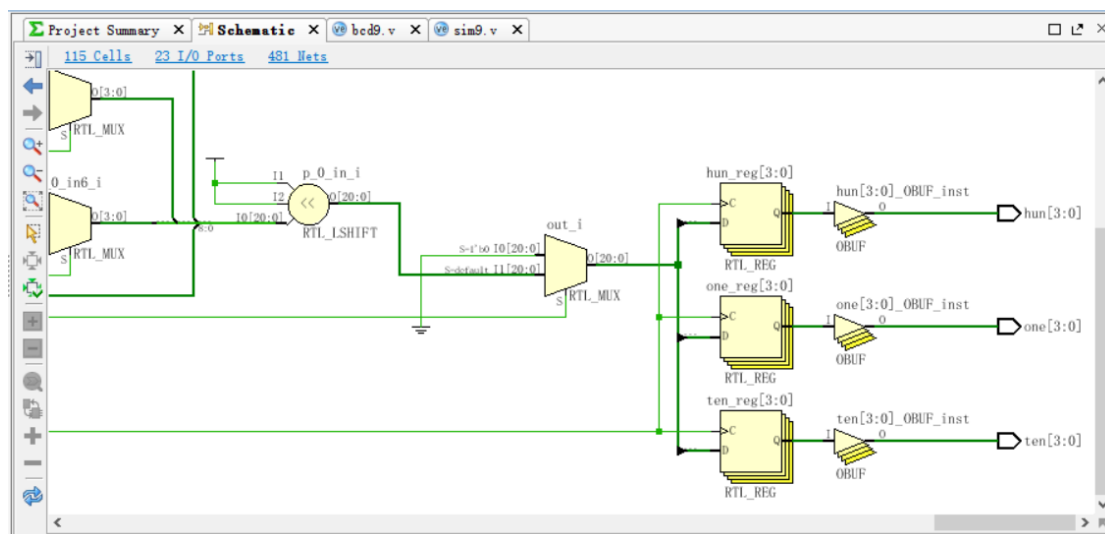 Project Summary
Schematic
bcd9.v
sim9.v
115 Cells
23 I/O Ports
481 Nets
O[3:0]
S
RTL_MUX
0_in6_i
O[3:0]
S
RTL_MUX
8:0
p_0_in_i
I1
I2
I0[20:0]
<<
O[20:0]
RTL_LSHIFT
out_i
S=1'b0 I0[20:0]
S=default I1[20:0]
O[20:0]
S
RTL_MUX
hun_reg[3:0]
C
D
Q
RTL_REG
hun[3:0]_OBUF_inst
I
O
OBUF
hun[3:0]
one_reg[3:0]
C
D
Q
RTL_REG
one[3:0]_OBUF_inst
I
O
OBUF
one[3:0]
ten_reg[3:0]
C
D
Q
RTL_REG
ten[3:0]_OBUF_inst
I
O
OBUF
ten[3:0]